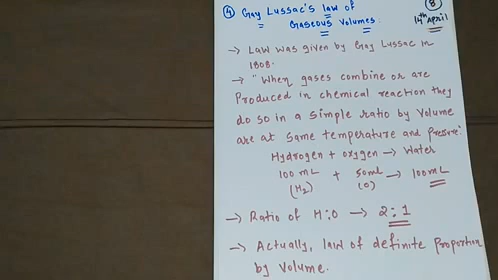 ④ Gay Lussac's law of
Gaseous Volumes:
⑧
14th April
→ Law was given by Gay Lussac in
1808.
→ "When gases combine or are
Produced in chemical reaction they
do so in a simple ratio by volume
are at same temperature and Pressure.
Hydrogen + oxygen → Water
100 mL + 50ml → 100mL
(H₂) (O)
→ Ratio of H:O → 2:1
→ Actually, law of definite proportion
by volume.